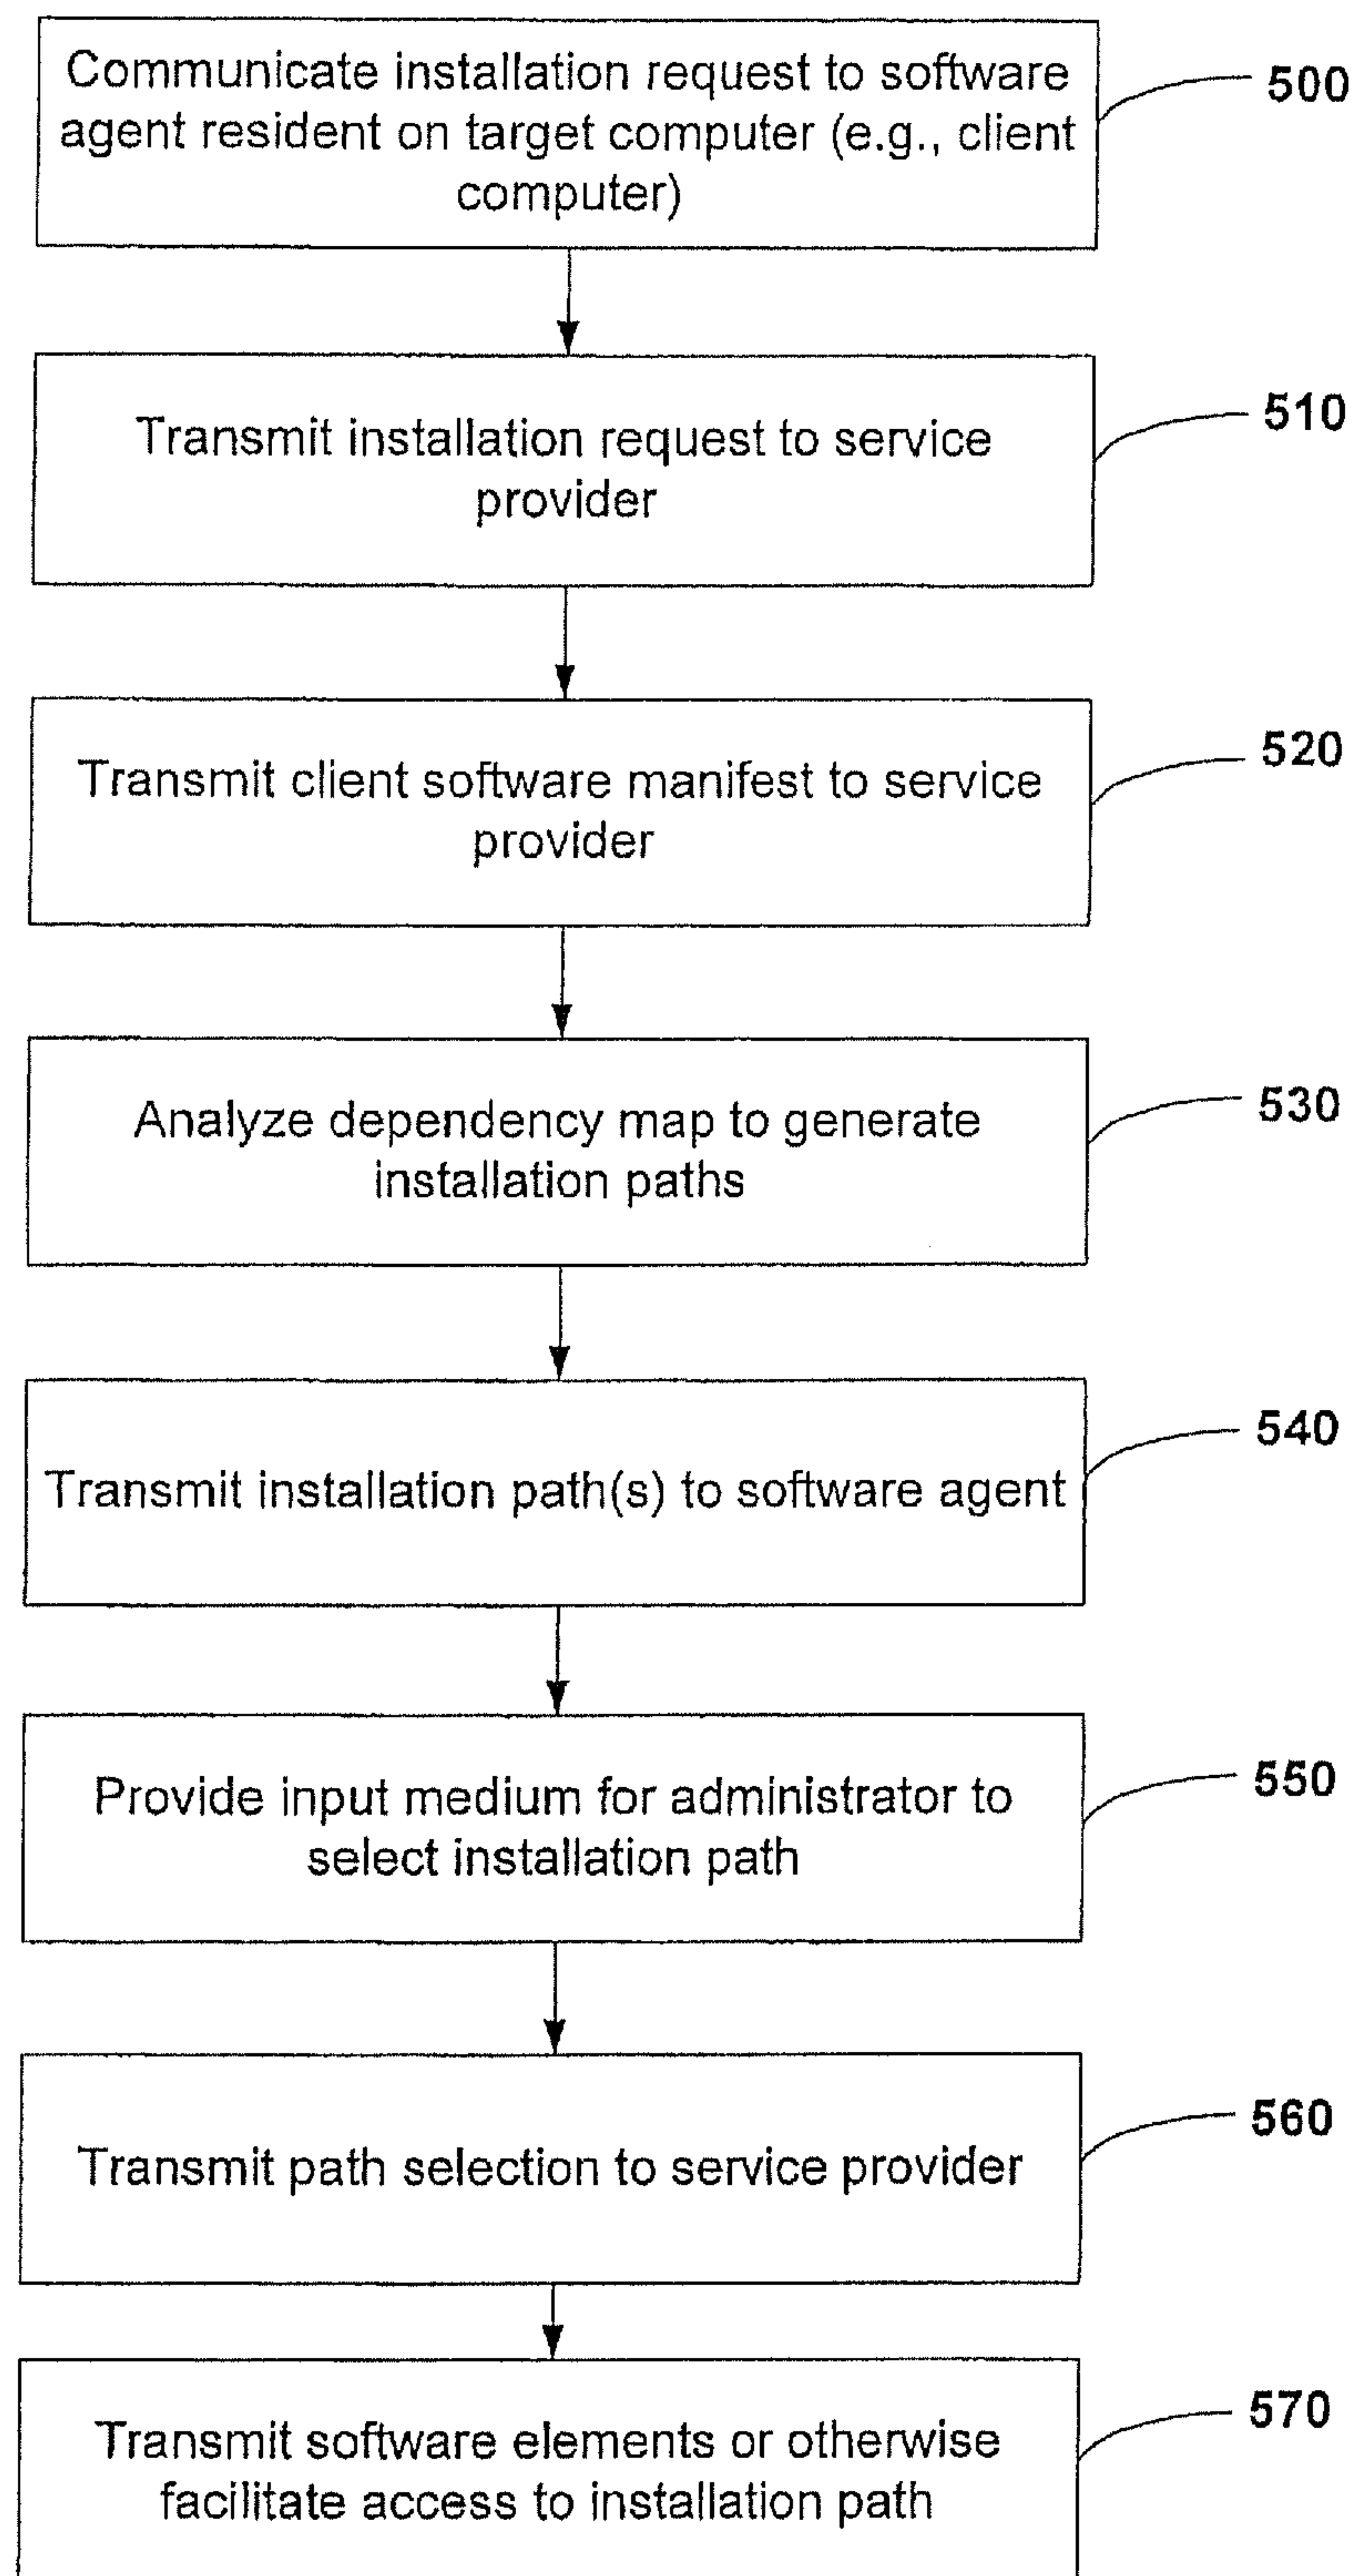 Communicate installation request to software
agent resident on target computer (e.g., client
computer)
500
Transmit installation request to service
provider
510
Transmit client software manifest to service
provider
520
Analyze dependency map to generate
installation paths
530
Transmit installation path(s) to software agent
540
Provide input medium for administrator to
select installation path
550
Transmit path selection to service provider
560
Transmit software elements or otherwise
facilitate access to installation path
570